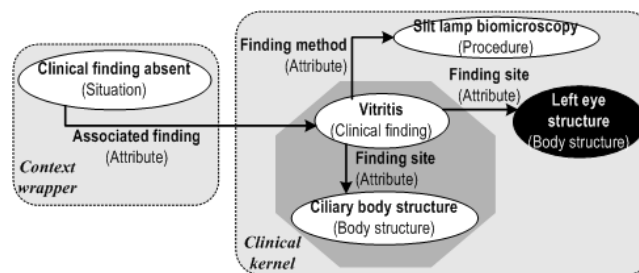 Slit lamp biomicroscopy
(Procedure)
Finding method
(Attribute)
Clinical finding absent
(Situation)
Finding site
(Attribute)
Vitritis
(Clinical finding)
Left eye
structure
(Body structure)
Associated finding
(Attribute)
Finding site
(Attribute)
Context
wrapper
Ciliary body structure
(Body structure)
Clinical
kernel